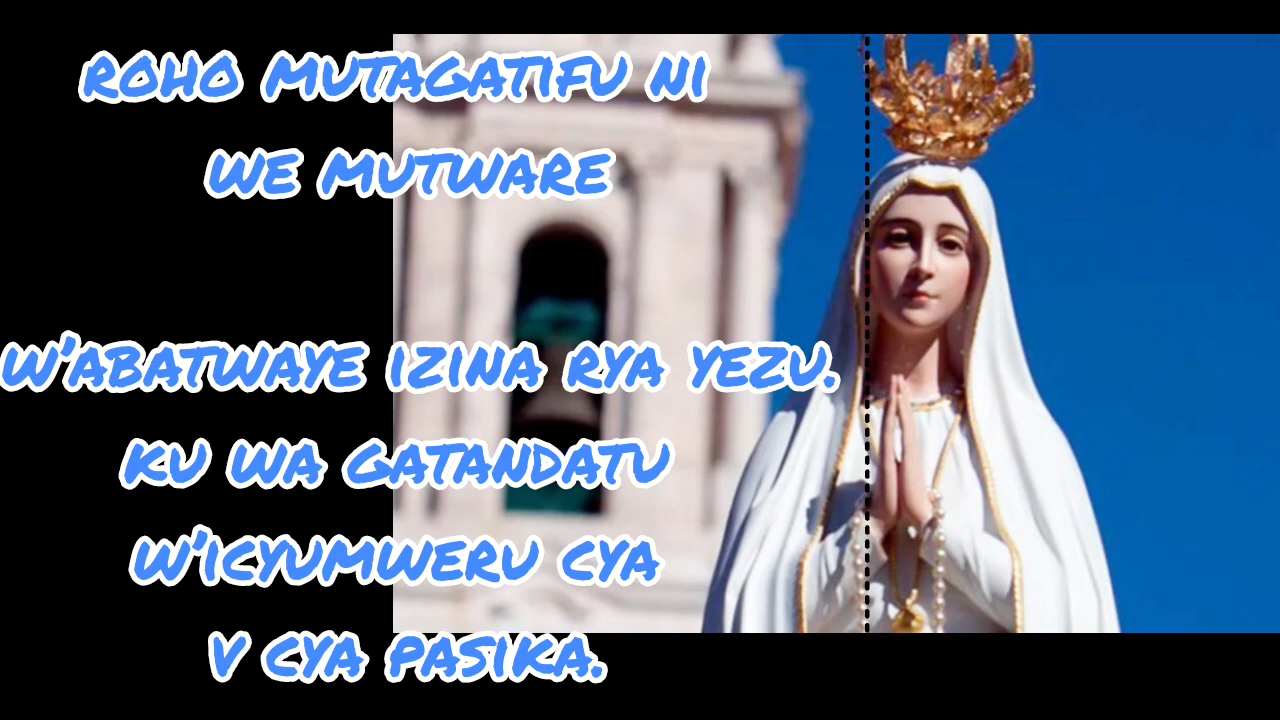 ROHO MUTAGATIFU NI
WE MUTWARE
W'ABATWAYE IZINA RYA YEZU.
KU WA GATANDATU
W'ICYUMWERU CYA
V CYA PASIKA.